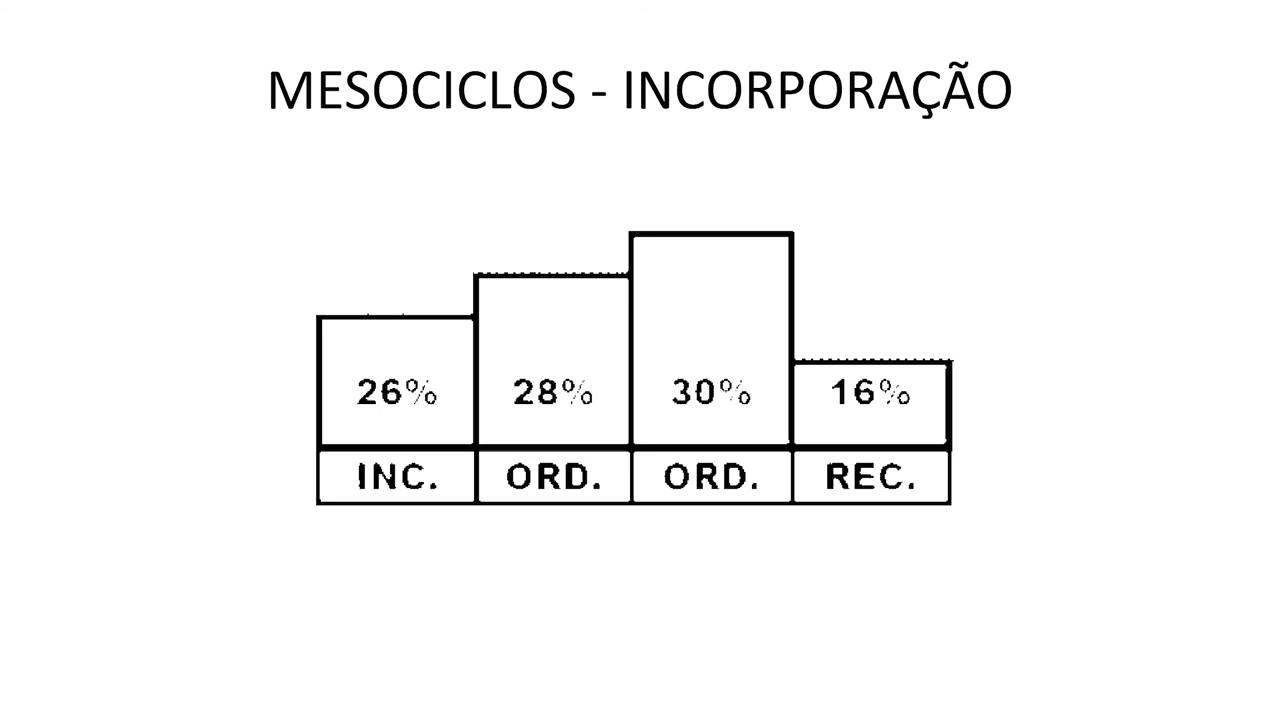 MESOCICLOS - INCORPORAÇÃO
26% 28% 30% 16%
INC. ORD. ORD. REC.